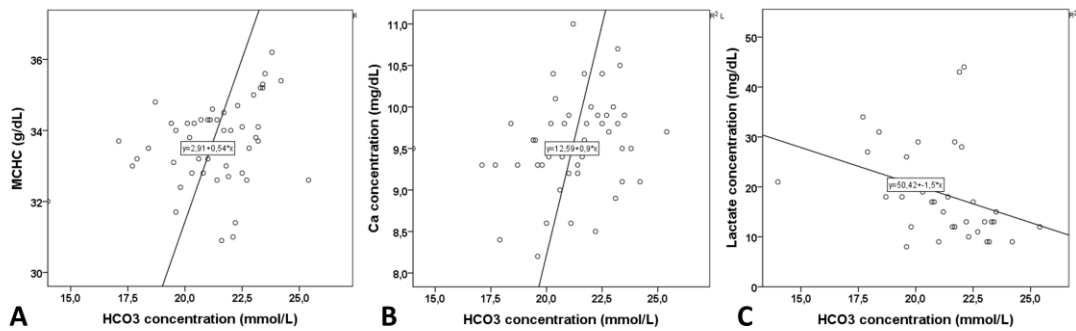 MCHC (g/dL)
36
34
32
30
y=2,91+0,54*x
15,0 17,5 20,0 22,5 25,0
HCO3 concentration (mmol/L)
A
R² L
Ca concentration (mg/dL)
11,0
10,5
10,0
9,5
9,0
8,5
8,0
y=12,59+0,9*x
15,0 17,5 20,0 22,5 25,0
HCO3 concentration (mmol/L)
B
R²
Lactate concentration (mg/dL)
50
40
30
20
10
0
y=50,42+-1,5*x
15,0 17,5 20,0 22,5 25,0
HCO3 concentration (mmol/L)
C